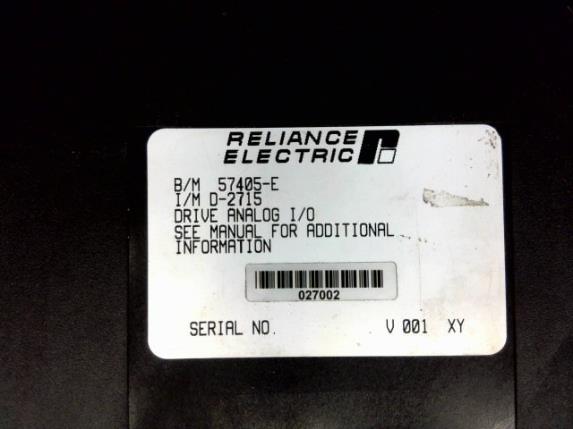 RELIANCE
ELECTRIC
B/M 57405-E
I/M D-2715
DRIVE ANALOG I/O
SEE MANUAL FOR ADDITIONAL
INFORMATION
027002
SERIAL NO. V 001 XY